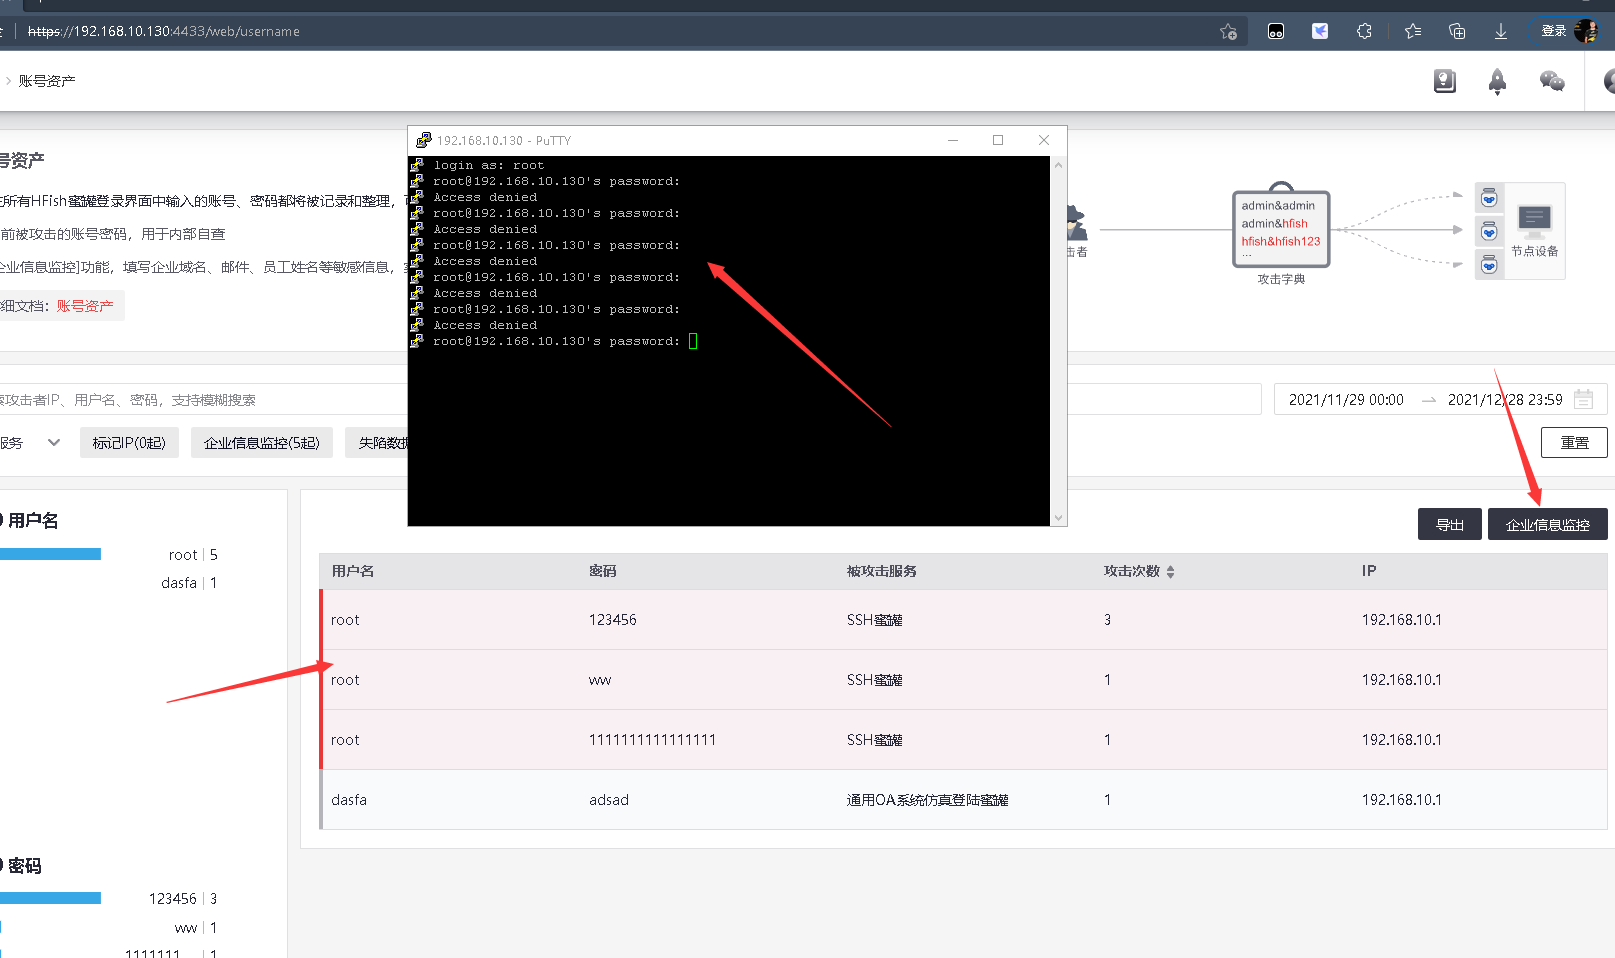 https://192.168.10.130:4433/web/username
登录
账号资产
号资产
所有HFish蜜罐登录界面中输入的账号、密码都将被记录和整理，
前被攻击的账号密码，用于内部自查
企业信息监控]功能，填写企业域名、邮件、员工姓名等敏感信息，
细文档：账号资产
192.168.10.130 - PuTTY
login as: root
root@192.168.10.130's password:
Access denied
root@192.168.10.130's password:
Access denied
root@192.168.10.130's password:
Access denied
root@192.168.10.130's password:
Access denied
root@192.168.10.130's password:
Access denied
root@192.168.10.130's password:
击者
admin&admin
admin&hfish
hfish&hfish123
...
攻击字典
节点设备
索攻击者IP、用户名、密码，支持模糊搜索
2021/11/29 00:00 → 2021/12/28 23:59
服务
标记IP(0起)
企业信息监控(5起)
失陷数据
重置
用户名
root | 5
dasfa | 1
密码
123456 | 3
ww | 1
1111111... | 1
导出
企业信息监控
用户名 密码 被攻击服务 攻击次数 IP
root 123456 SSH蜜罐 3 192.168.10.1
root ww SSH蜜罐 1 192.168.10.1
root 1111111111111111 SSH蜜罐 1 192.168.10.1
dasfa adsad 通用OA系统仿真登陆蜜罐 1 192.168.10.1